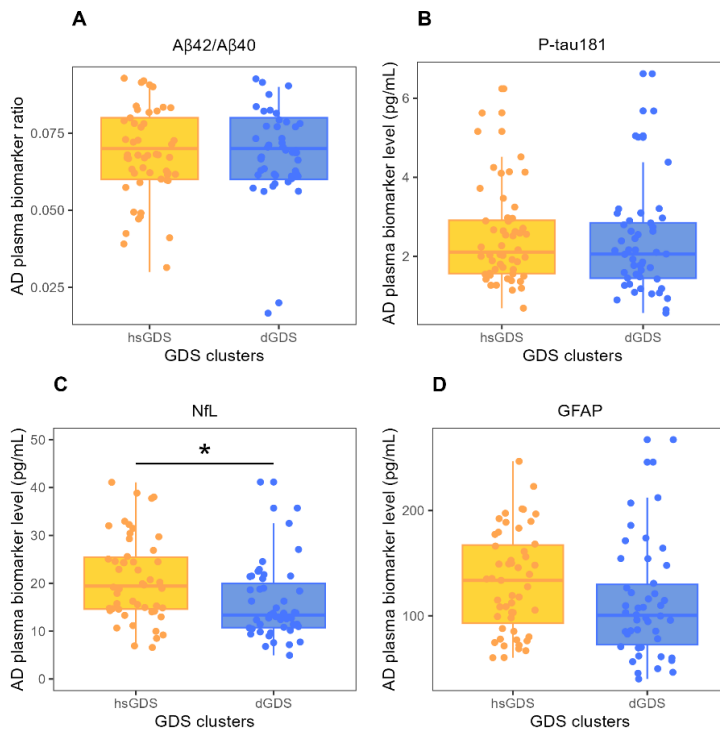 A
Aβ42/Aβ40
AD plasma biomarker ratio
0.075
0.050
0.025
hsGDS
dGDS
GDS clusters
B
P-tau181
AD plasma biomarker level (pg/mL)
6
4
2
hsGDS
dGDS
GDS clusters
C
NfL
AD plasma biomarker level (pg/mL)
50
40
30
20
10
0
*
hsGDS
dGDS
GDS clusters
D
GFAP
AD plasma biomarker level (pg/mL)
200
100
hsGDS
dGDS
GDS clusters